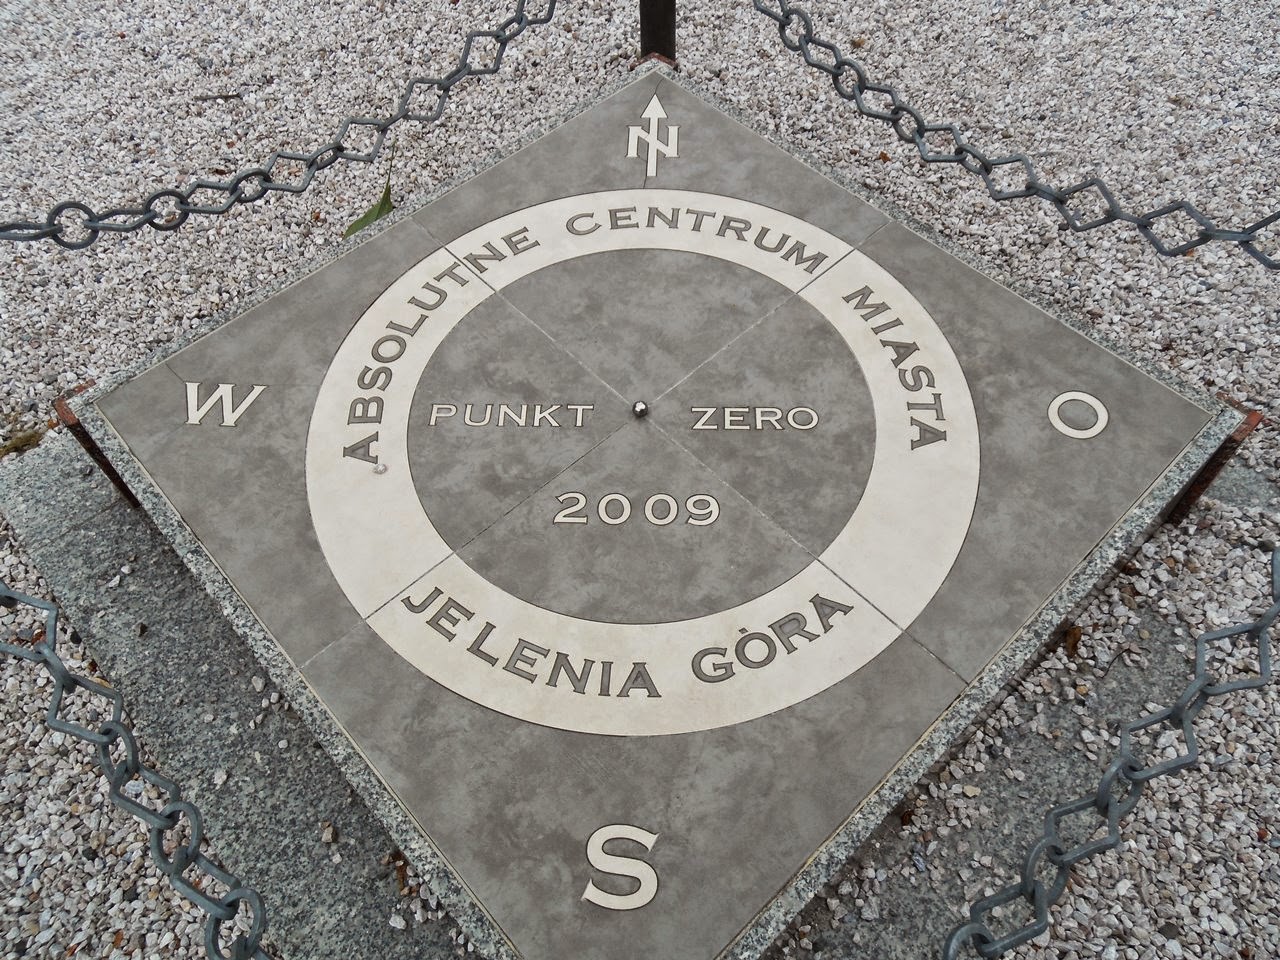 N
ABSOLUTNE CENTRUM MIASTA
W
O
PUNKT ZERO
2009
JELENIA GÒRA
S